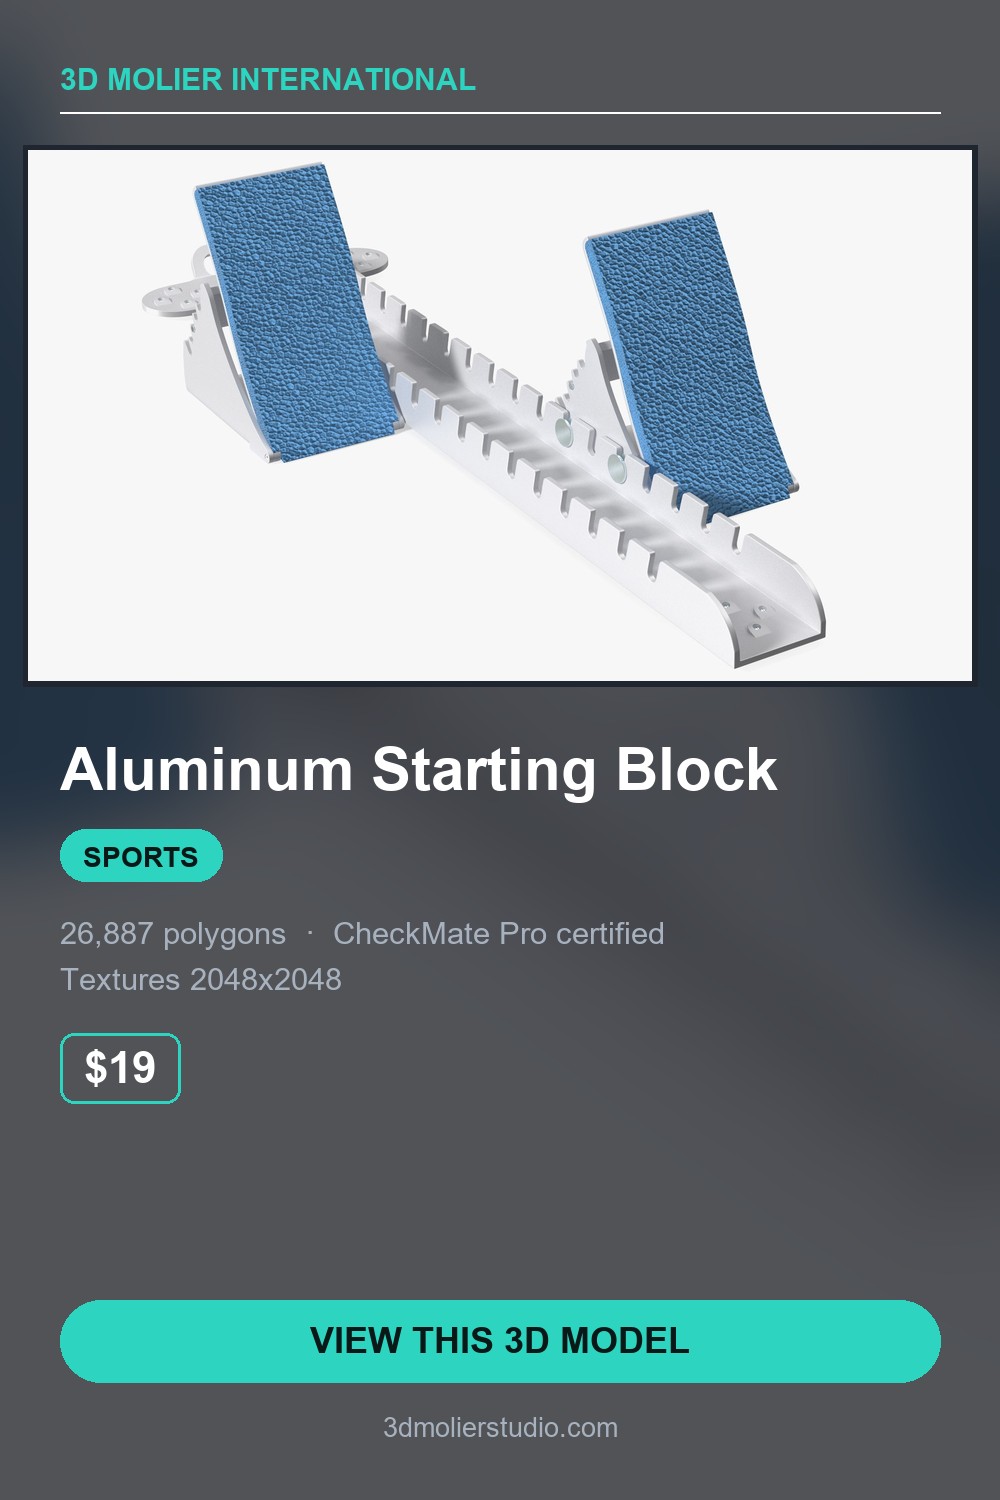 3D MOLIER INTERNATIONAL
Aluminum Starting Block
SPORTS
26,887 polygons · CheckMate Pro certified
Textures 2048x2048
$19
VIEW THIS 3D MODEL
3dmolierstudio.com